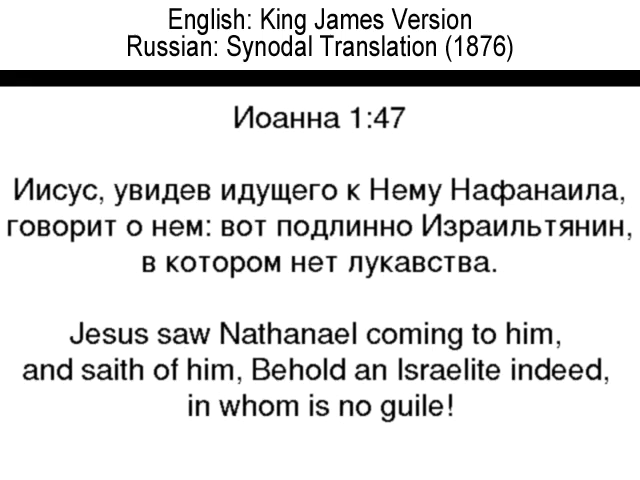 English: King James Version
Russian: Synodal Translation (1876)
Иоанна 1:47
Иисус, увидев идущего к Нему Нафанаила,
говорит о нем: вот подлинно Израильтянин,
в котором нет лукавства.
Jesus saw Nathanael coming to him,
and saith of him, Behold an Israelite indeed,
in whom is no guile!